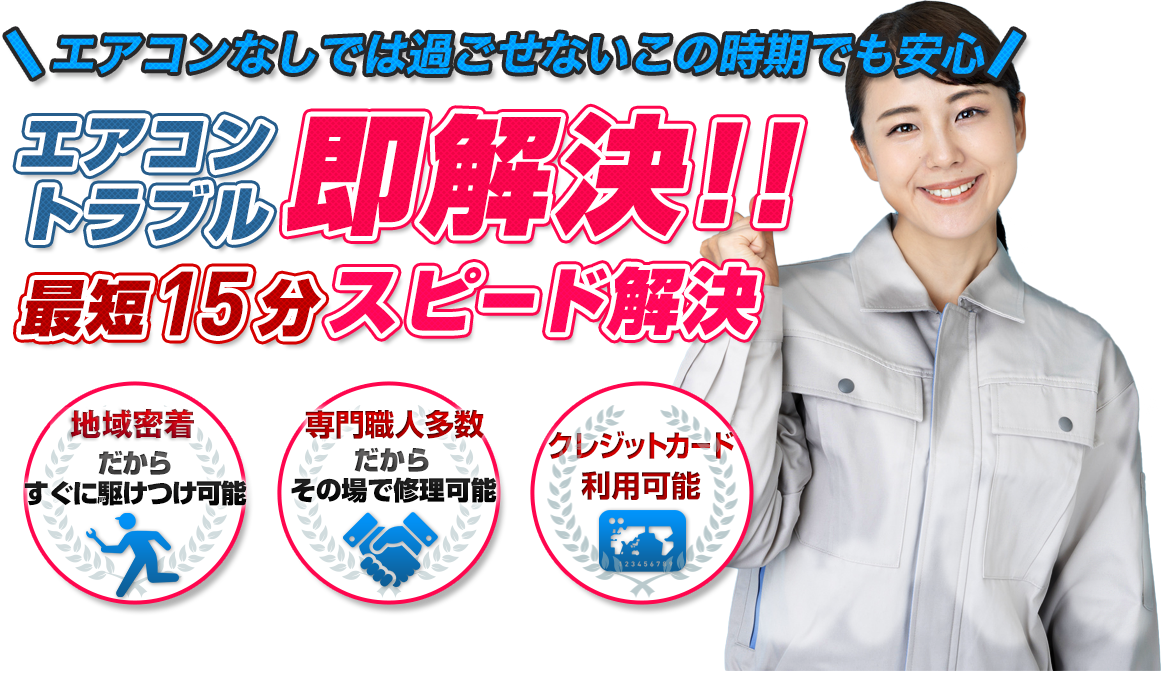 エアコンなしでは過ごせないこの時期でも安心
エアコン
トラブル
即解決!!
最短15分スピード解決
地域密着
だから
すぐに駆けつけ可能
専門職人多数
だから
その場で修理可能
クレジットカード
利用可能
123456789